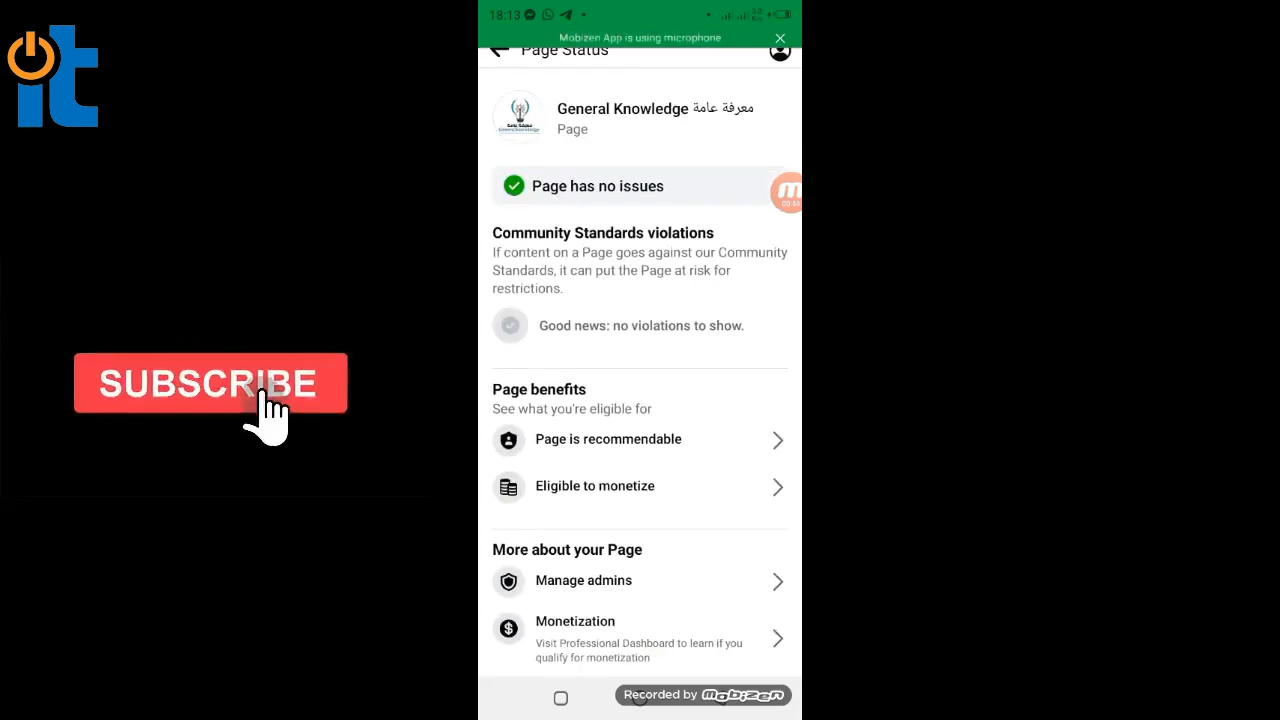 it
18:13
Mobizen App is using microphone
Page Status
General Knowledge معرفة عامة
Page
Page has no issues
Community Standards violations
If content on a Page goes against our Community
Standards, it can put the Page at risk for
restrictions.
Good news: no violations to show.
SUBSCRIBE
Page benefits
See what you're eligible for
Page is recommendable
Eligible to monetize
More about your Page
Manage admins
Monetization
Visit Professional Dashboard to learn if you
qualify for monetization
Recorded by mobizen